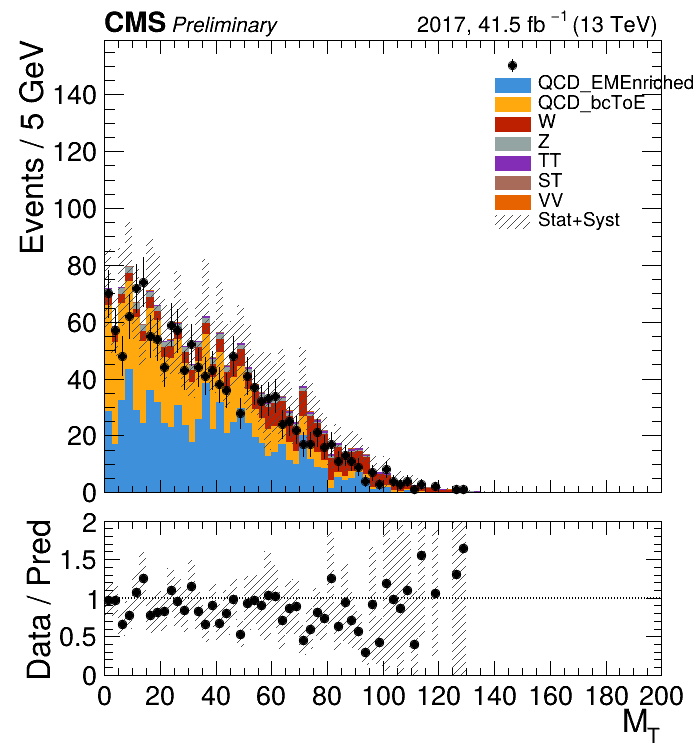 CMS Preliminary 2017, 41.5 fb⁻¹ (13 TeV)
Events / 5 GeV
140
120
100
80
60
40
20
0
QCD_EMEnriched
QCD_bcToE
W
Z
TT
ST
VV
Stat+Syst
Data / Pred
2
1.5
1
0.5
0
0 20 40 60 80 100 120 140 160 180 200
M_T